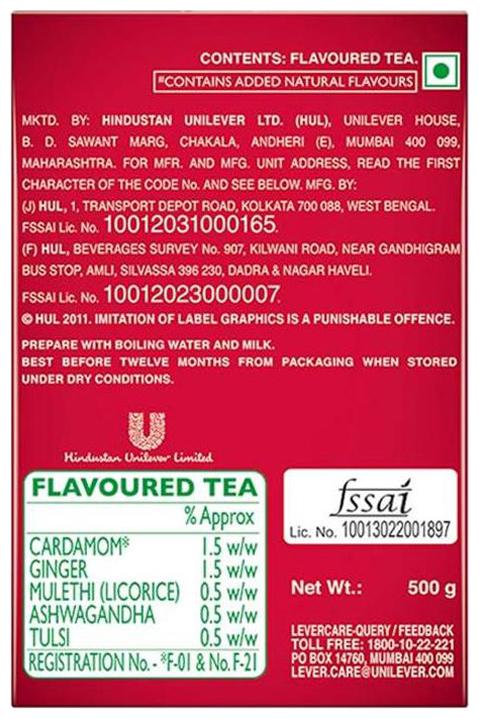 CONTENTS: FLAVOURED TEA.
#CONTAINS ADDED NATURAL FLAVOURS
MKTD. BY: HINDUSTAN UNILEVER LTD. (HUL), UNILEVER HOUSE,
B. D. SAWANT MARG, CHAKALA, ANDHERI (E), MUMBAI 400 099,
MAHARASHTRA. FOR MFR. AND MFG. UNIT ADDRESS, READ THE FIRST
CHARACTER OF THE CODE No. AND SEE BELOW. MFG. BY:
(J) HUL, 1, TRANSPORT DEPOT ROAD, KOLKATA 700 088, WEST BENGAL.
FSSAI Lic. No. 10012031000165.
(F) HUL, BEVERAGES SURVEY No. 907, KILWANI ROAD, NEAR GANDHIGRAM
BUS STOP, AMLI, SILVASSA 396 230, DADRA & NAGAR HAVELI.
FSSAI Lic. No. 10012023000007.
© HUL 2011. IMITATION OF LABEL GRAPHICS IS A PUNISHABLE OFFENCE.
PREPARE WITH BOILING WATER AND MILK.
BEST BEFORE TWELVE MONTHS FROM PACKAGING WHEN STORED
UNDER DRY CONDITIONS.
Hindustan Unilever Limited
FLAVOURED TEA
% Approx
CARDAMOM* 1.5 w/w
GINGER 1.5 w/w
MULETHI (LICORICE) 0.5 w/w
ASHWAGANDHA 0.5 w/w
TULSI 0.5 w/w
REGISTRATION No. - *F-01 & No. F-21
fssai
Lic. No. 10013022001897
Net Wt.: 500 g
LEVERCARE-QUERY / FEEDBACK
TOLL FREE: 1800-10-22-221
PO BOX 14760, MUMBAI 400 099
LEVER.CARE@UNILEVER.COM